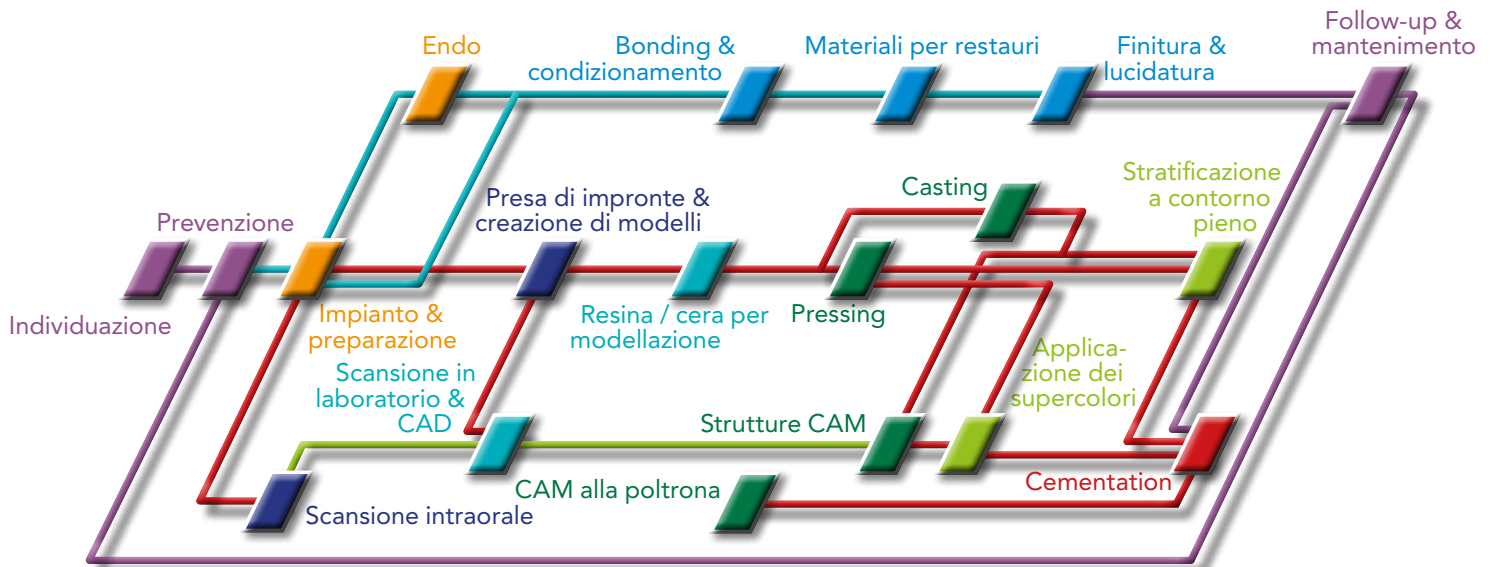 Endo
Bonding &
condizionamento
Materiali per restauri
Finitura &
lucidatura
Follow-up &
mantenimento
Prevenzione
Presa di impronte &
creazione di modelli
Casting
Stratificazione
a contorno
pieno
Individuazione
Impianto &
preparazione
Resina / cera per
modellazione
Pressing
Scansione in
laboratorio &
CAD
Strutture CAM
Applica-
zione dei
supercolori
Scansione intraorale
CAM alla poltrona
Cementation